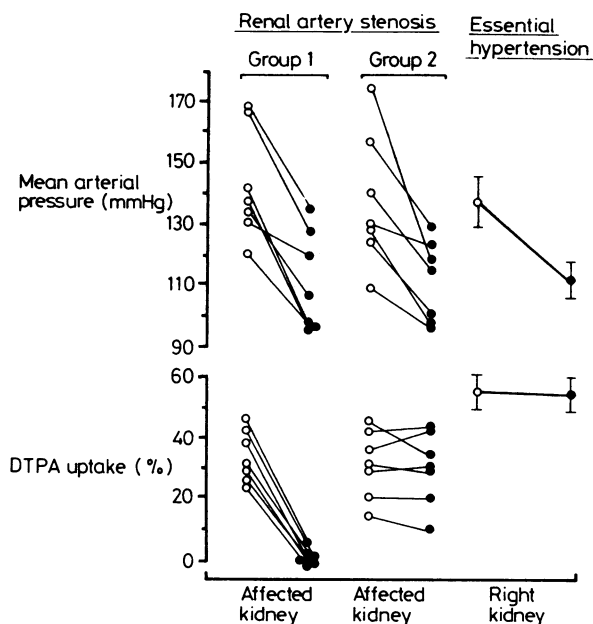 Renal artery stenosis
Essential
hypertension
Group 1
Group 2
170
150
130
110
90
Mean arterial
pressure (mmHg)
60
40
20
0
DTPA uptake (%)
Affected
kidney
Affected
kidney
Right
kidney